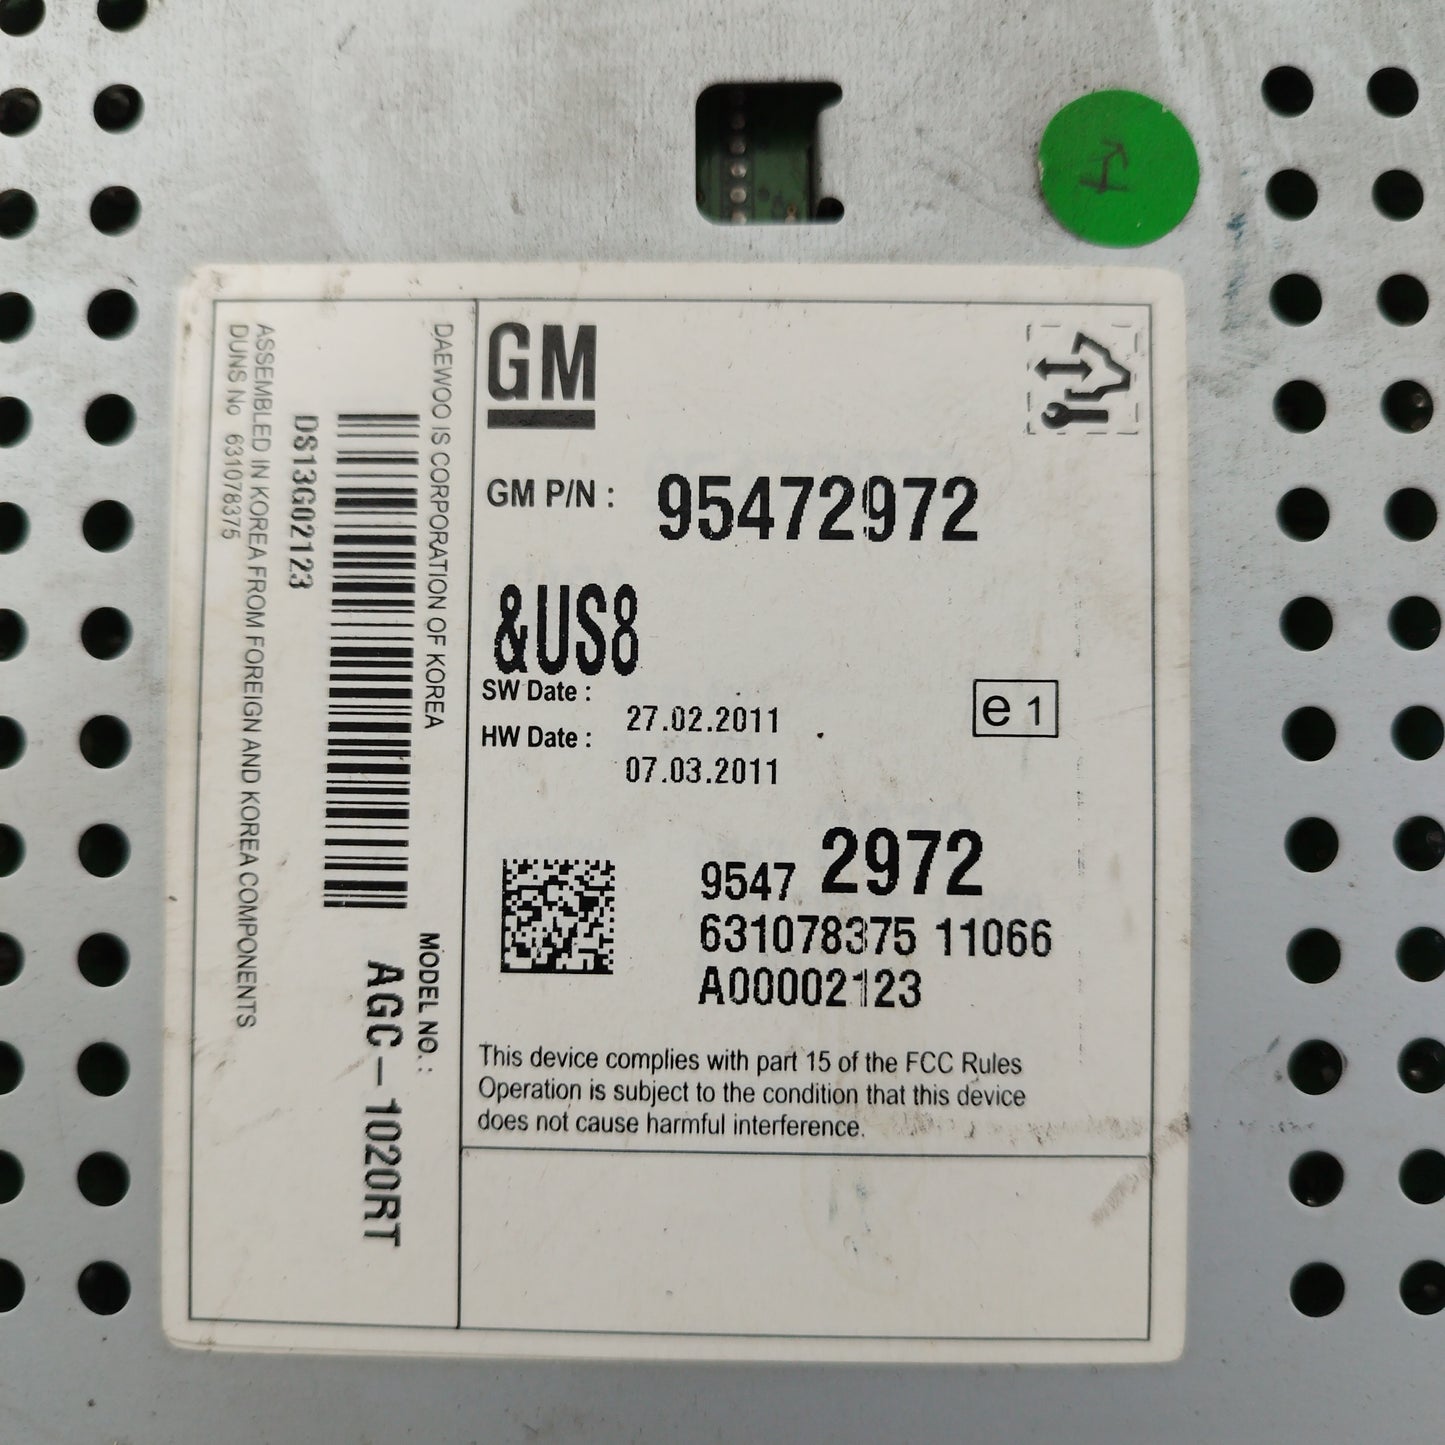 GM
GM P/N : 95472972
&US8
SW Date :
27.02.2011
HW Date :
07.03.2011
e 1
9547 2972
631078375 11066
A00002123
This device complies with part 15 of the FCC Rules
Operation is subject to the condition that this device
does not cause harmful interference.
DAEWOO IS CORPORATION OF KOREA
MODEL NO. :
AGC-1020RT
DS13G02123
ASSEMBLED IN KOREA FROM FOREIGN AND KOREA COMPONENTS
DUNS No 631078375